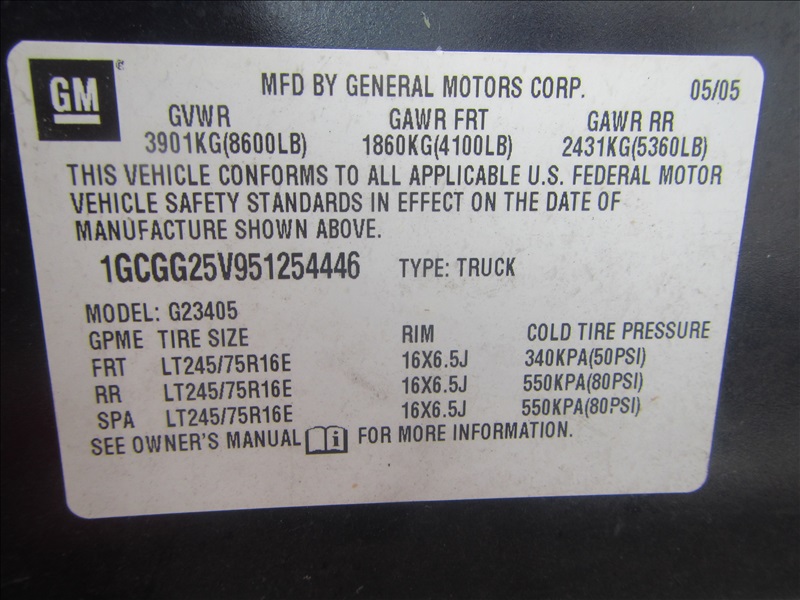 GM ®
MFD BY GENERAL MOTORS CORP. 05/05
GVWR GAWR FRT GAWR RR
3901KG(8600LB) 1860KG(4100LB) 2431KG(5360LB)
THIS VEHICLE CONFORMS TO ALL APPLICABLE U.S. FEDERAL MOTOR
VEHICLE SAFETY STANDARDS IN EFFECT ON THE DATE OF
MANUFACTURE SHOWN ABOVE.
1GCGG25V951254446 TYPE: TRUCK
MODEL: G23405
GPME TIRE SIZE RIM COLD TIRE PRESSURE
FRT LT245/75R16E 16X6.5J 340KPA(50PSI)
RR LT245/75R16E 16X6.5J 550KPA(80PSI)
SPA LT245/75R16E 16X6.5J 550KPA(80PSI)
SEE OWNER'S MANUAL i FOR MORE INFORMATION.